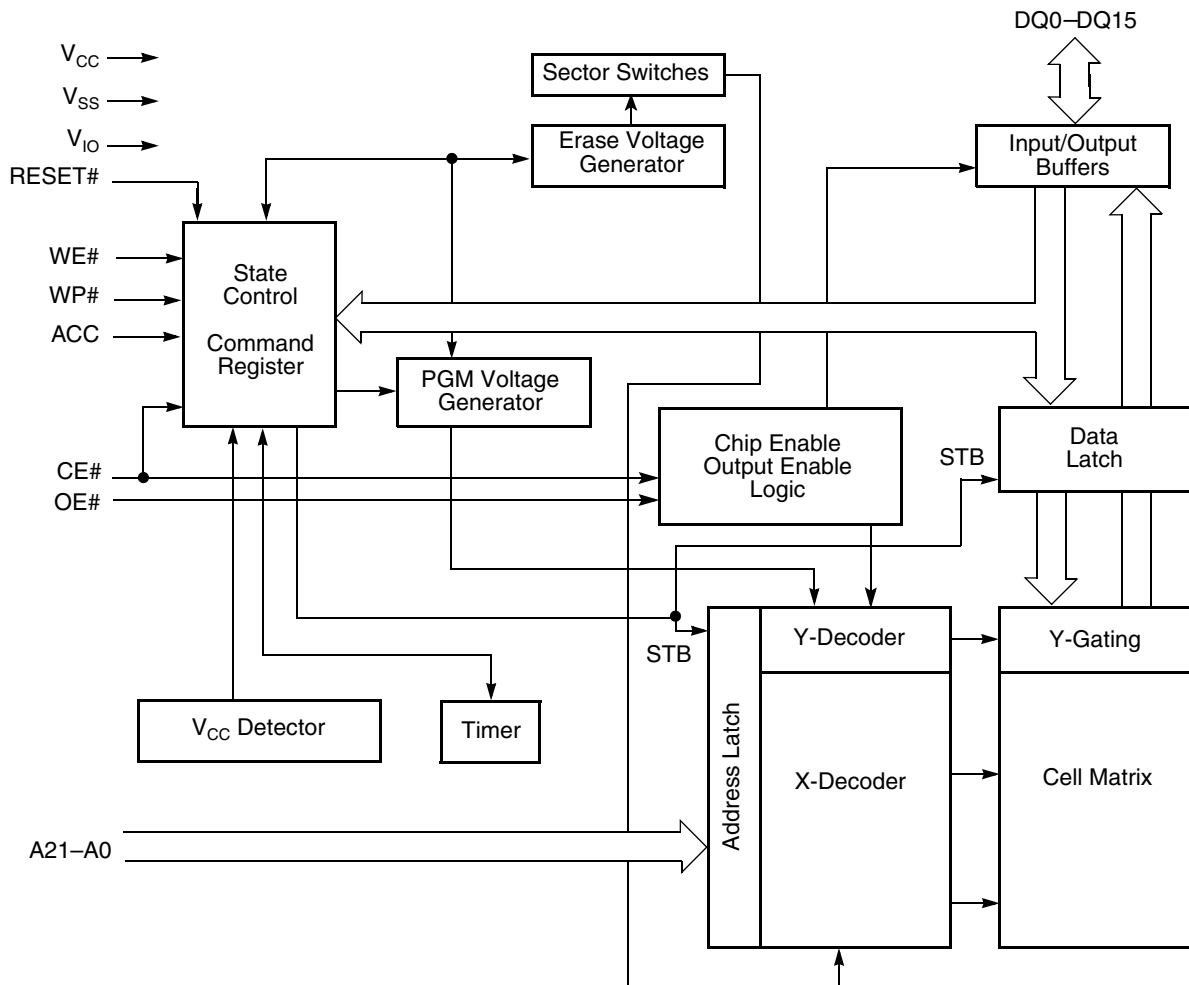 DQ0–DQ15
VCC
VSS
VIO
RESET#
WE#
WP#
ACC
CE#
OE#
A21–A0
Sector Switches
Erase Voltage
Generator
Input/Output
Buffers
State
Control
Command
Register
PGM Voltage
Generator
Chip Enable
Output Enable
Logic
STB
Data
Latch
STB
Y-Decoder
Y-Gating
VCC Detector
Timer
Address Latch
X-Decoder
Cell Matrix